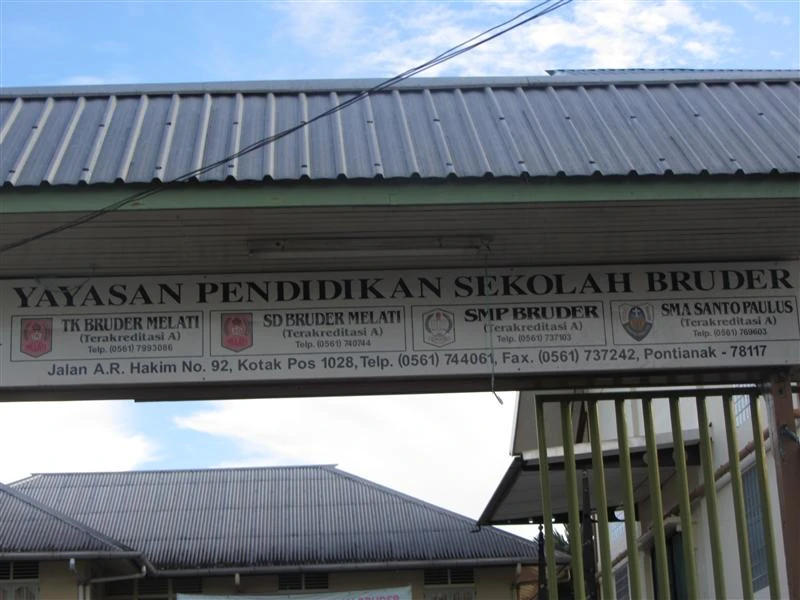 YAYASAN PENDIDIKAN SEKOLAH BRUDER
TK BRUDER MELATI
(Terakreditasi A)
Telp. (0561) 7993086
SD BRUDER MELATI
(Terakreditasi A)
Telp. (0561) 740744
SMP BRUDER
(Terakreditasi A)
Telp. (0561) 737103
SMA SANTO PAULUS
(Terakreditasi A)
Telp. (0561) 769603
Jalan A.R. Hakim No. 92, Kotak Pos 1028, Telp. (0561) 744061, Fax. (0561) 737242, Pontianak - 78117
BRUDER